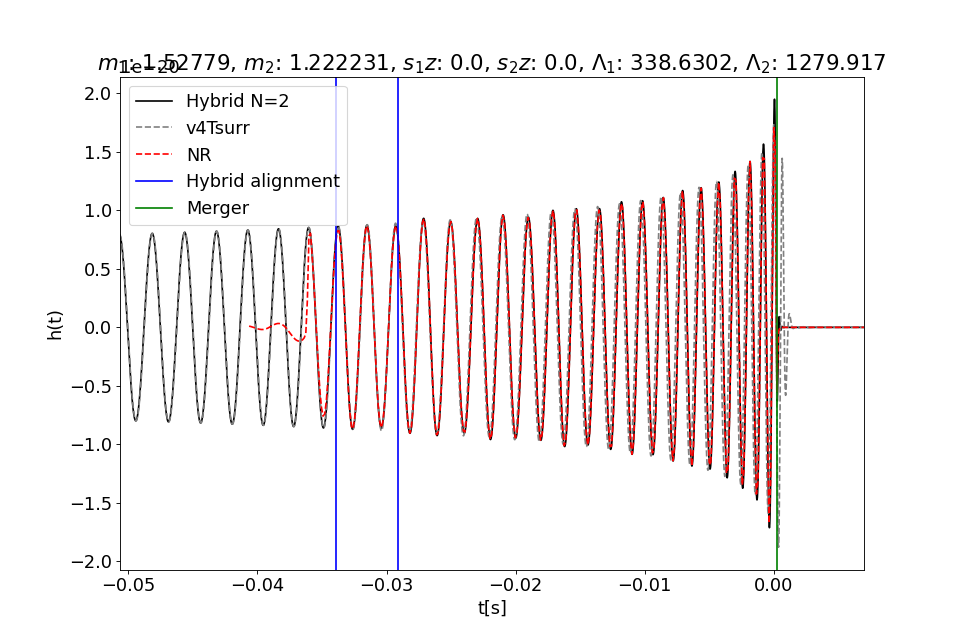 m₁: 1.52779, m₂: 1.222231, s₁z: 0.0, s₂z: 0.0, Λ₁: 338.6302, Λ₂: 1279.917
1e−20
Hybrid N=2
v4Tsurr
NR
Hybrid alignment
Merger
2.0
1.5
1.0
0.5
0.0
−0.5
−1.0
−1.5
−2.0
h(t)
−0.05
−0.04
−0.03
−0.02
−0.01
0.00
t[s]